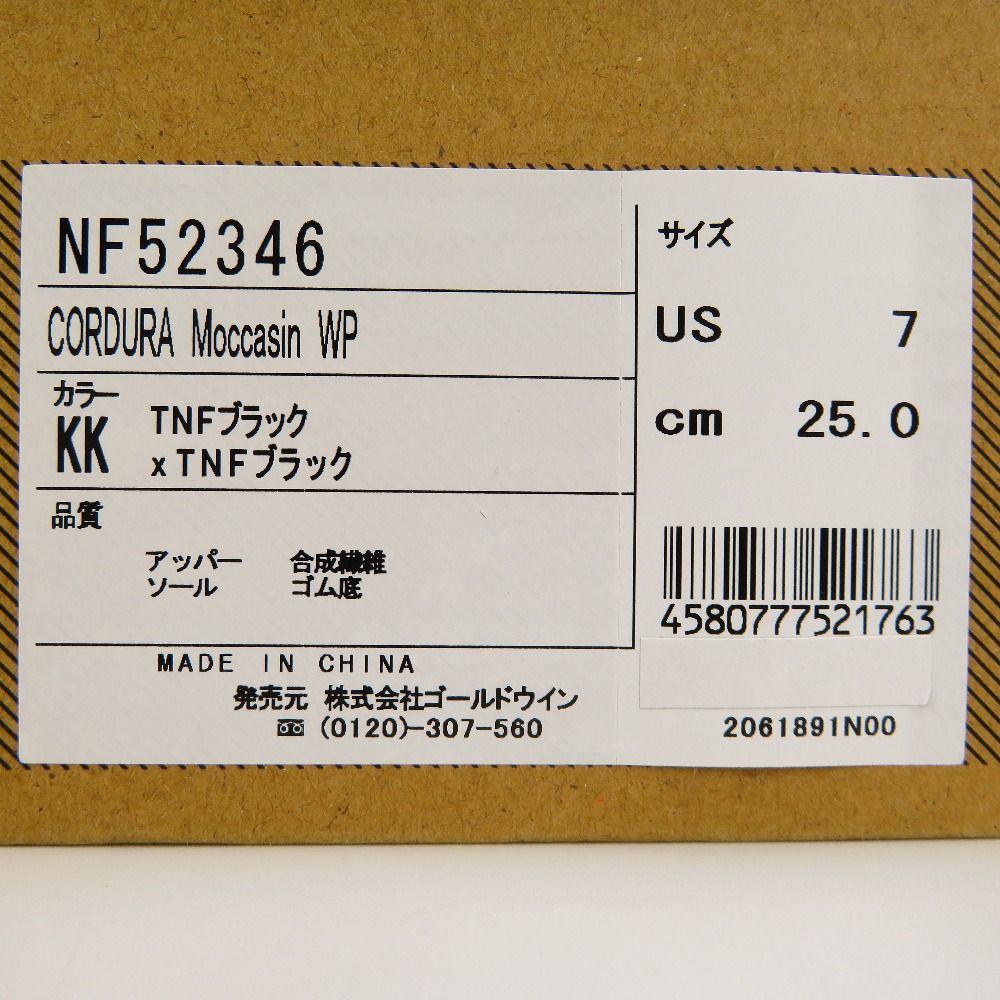 NF52346
CORDURA Moccasin WP
カラー
KK TNFブラック
xTNFブラック
品質
アッパー 合成繊維
ソール ゴム底
MADE IN CHINA
発売元 株式会社ゴールドウイン
(0120)-307-560
サイズ
US 7
cm 25.0
4580777521763
2061891N00